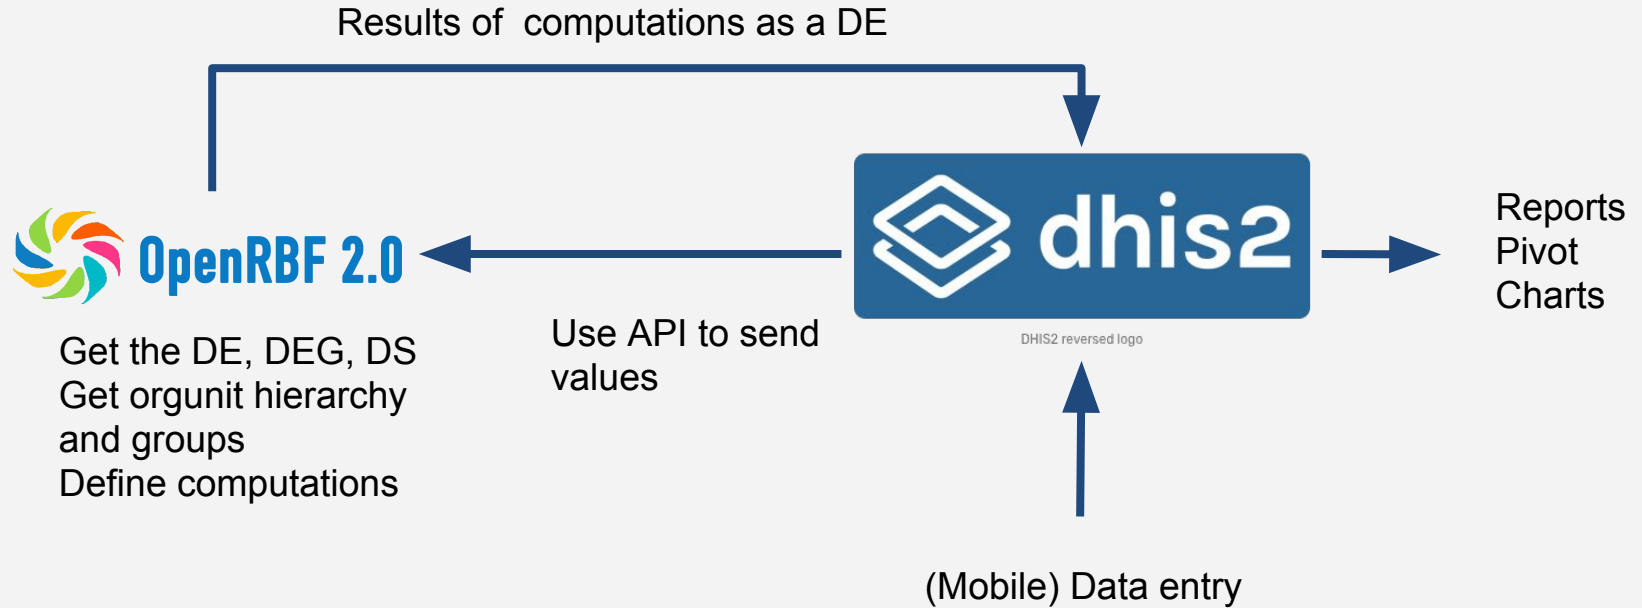 Results of computations as a DE
OpenRBF 2.0
dhis2
DHIS2 reversed logo
Reports
Pivot
Charts
Get the DE, DEG, DS
Get orgunit hierarchy
and groups
Define computations
Use API to send
values
(Mobile) Data entry